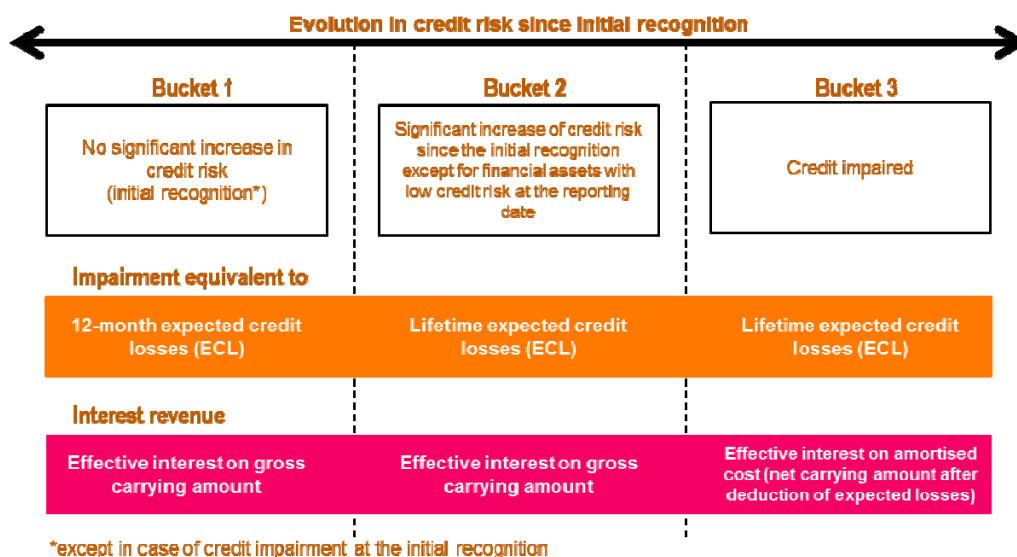 Evolution in credit risk since initial recognition
Bucket 1
Bucket 2
Bucket 3
No significant increase in
credit risk
(initial recognition*)
Significant increase of credit risk
since the initial recognition
except for financial assets with
low credit risk at the reporting
date
Credit impaired
Impairment equivalent to
12-month expected credit
losses (ECL)
Lifetime expected credit
losses (ECL)
Lifetime expected credit
losses (ECL)
Interest revenue
Effective interest on gross
carrying amount
Effective interest on gross
carrying amount
Effective interest on amortised
cost (net carrying amount after
deduction of expected losses)
*except in case of credit impairment at the initial recognition